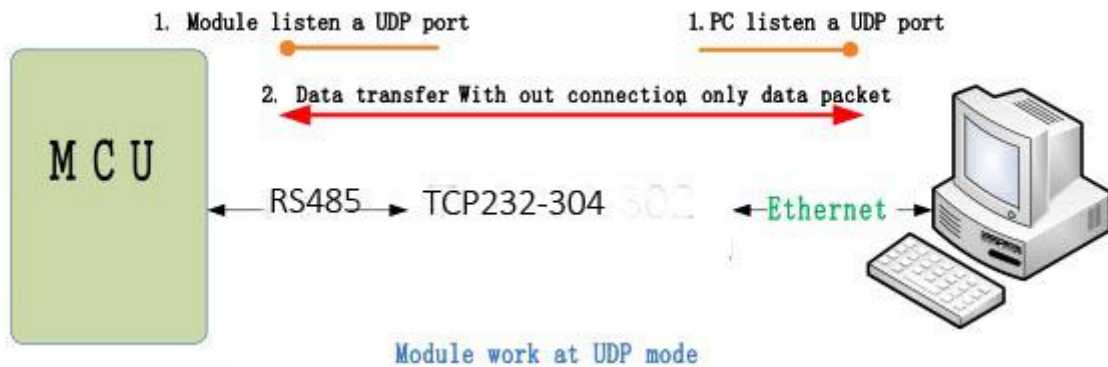 1. Module listen a UDP port
1. PC listen a UDP port
2. Data transfer With out connection only data packet
MCU
RS485
TCP232-304
Ethernet
Module work at UDP mode